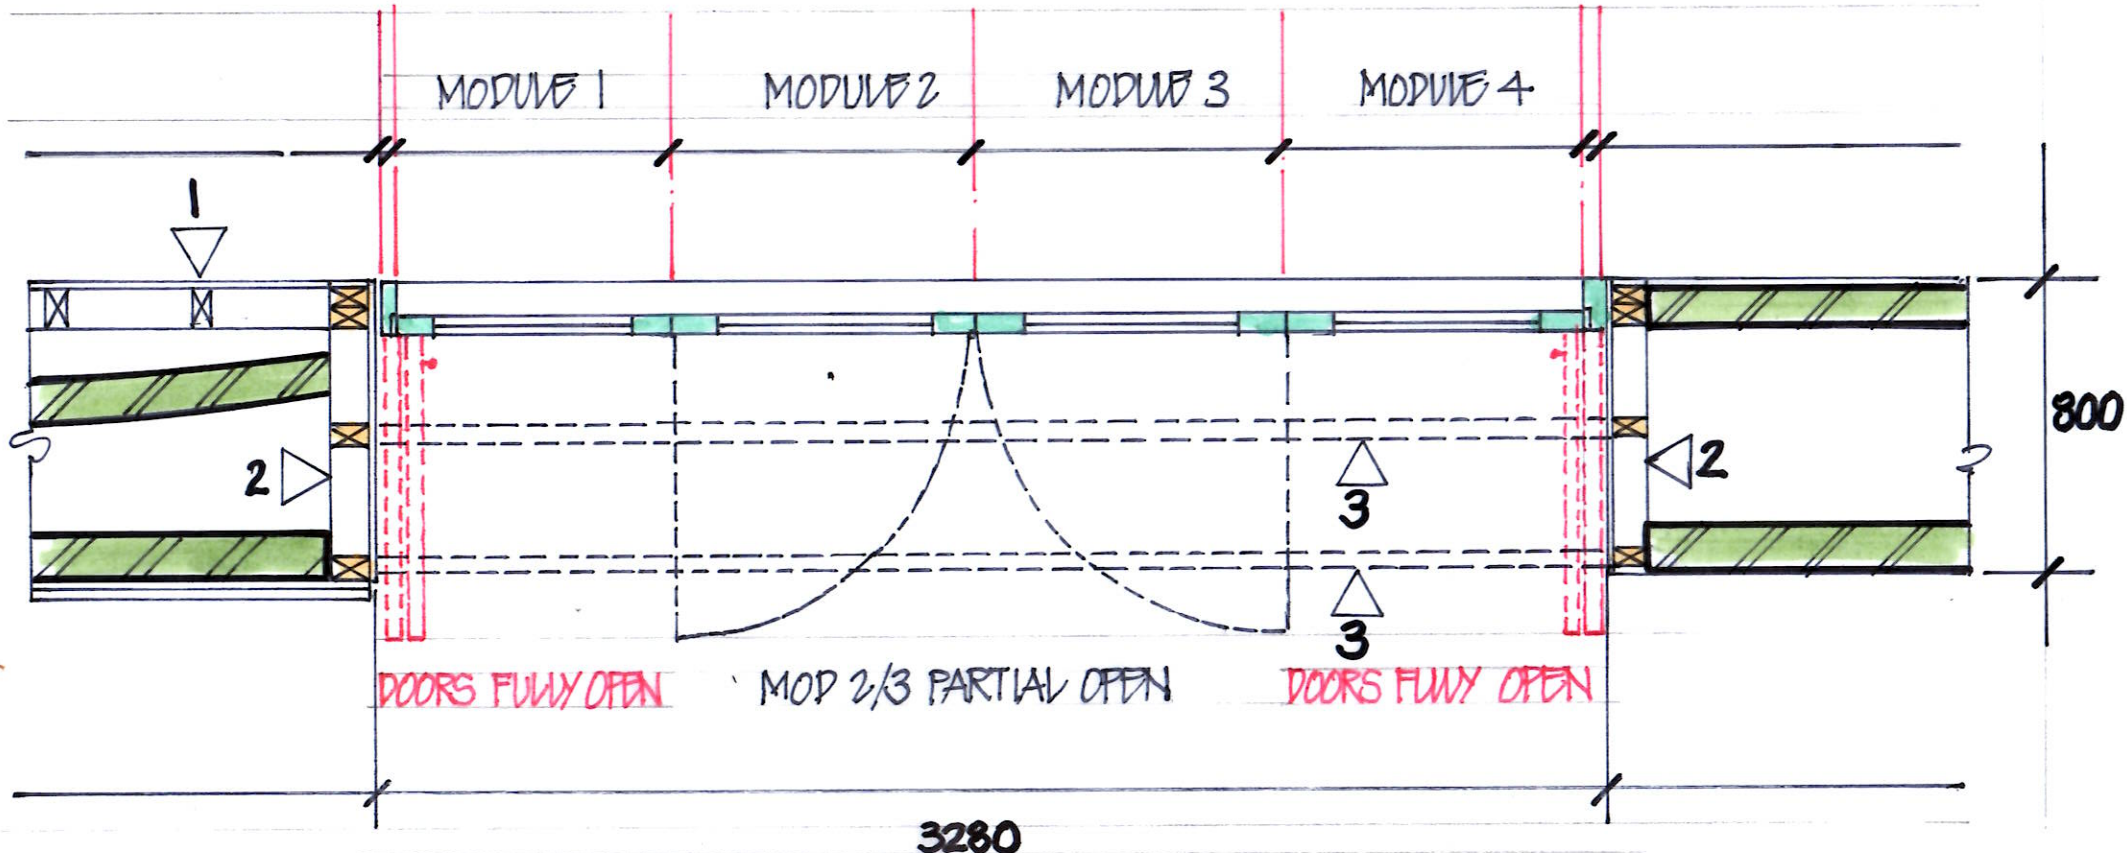 MODULE 1
MODULE 2
MODULE 3
MODULE 4
1
2
3
2
800
3
DOORS FULLY OPEN
MOD 2/3 PARTIAL OPEN
DOORS FULLY OPEN
3280